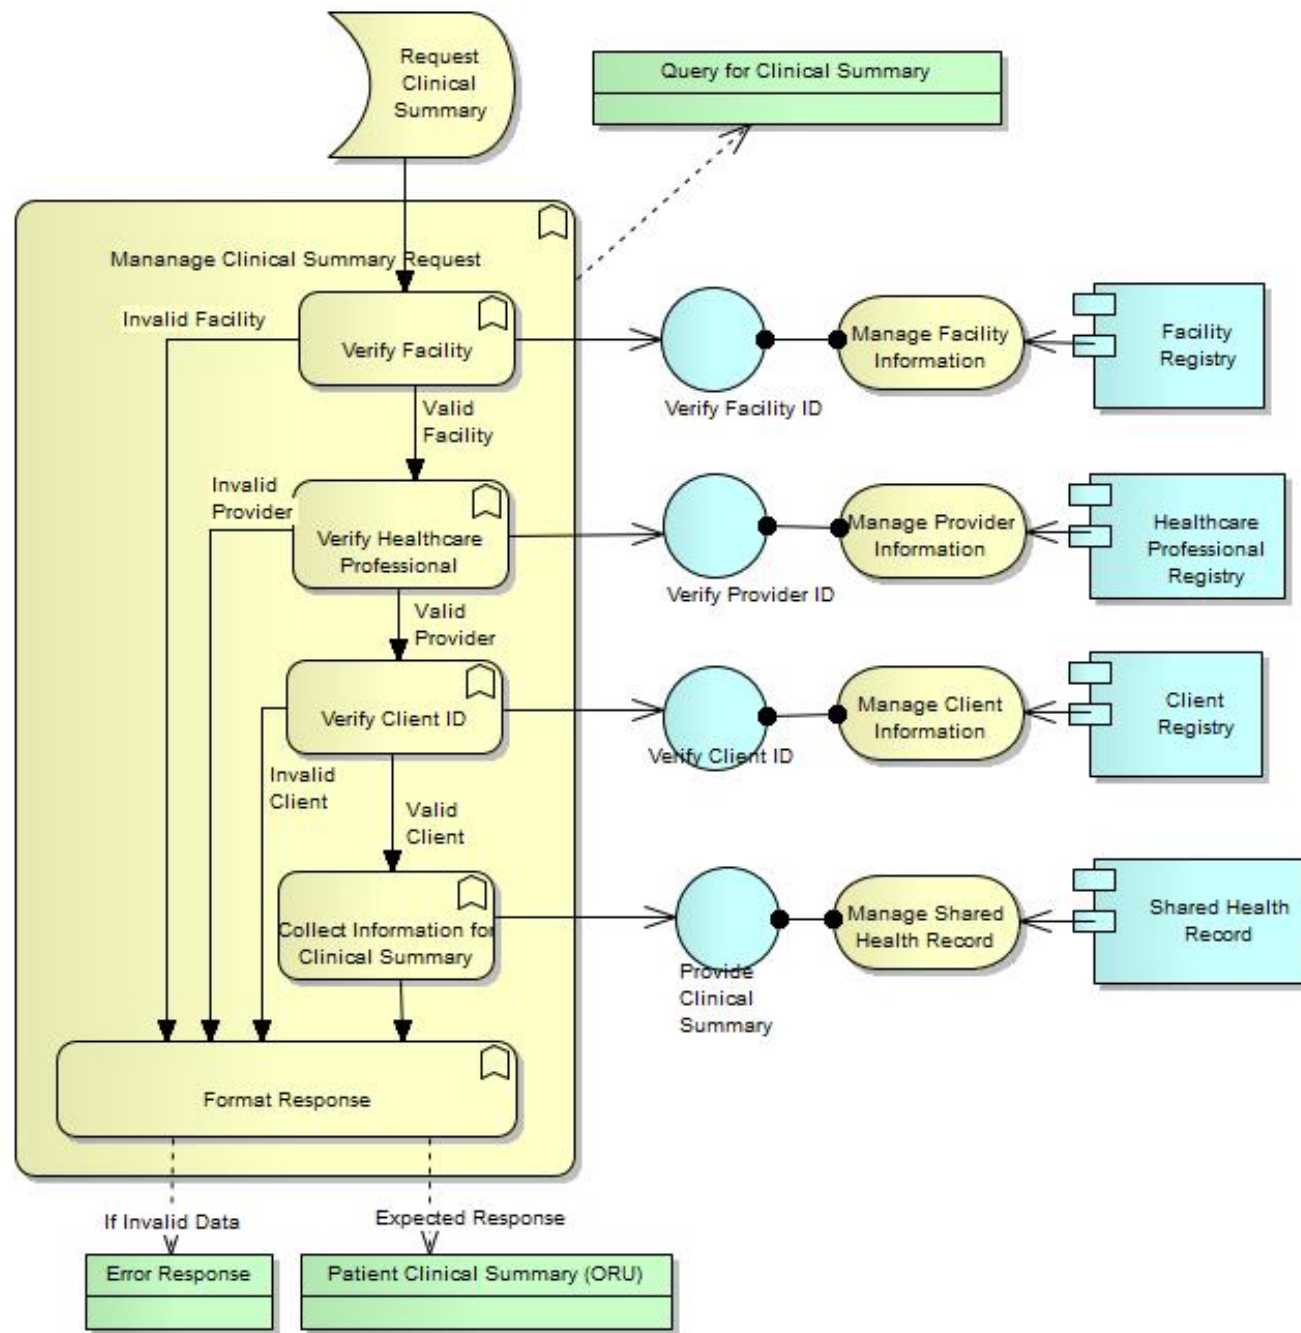 Request
Clinical
Summary
Query for Clinical Summary
Mananage Clinical Summary Request
Invalid Facility
Verify Facility
Verify Facility ID
Manage Facility
Information
Facility
Registry
Valid
Facility
Invalid
Provider
Verify Healthcare
Professional
Verify Provider ID
Manage Provider
Information
Healthcare
Professional
Registry
Valid
Provider
Verify Client ID
Verify Client ID
Manage Client
Information
Client
Registry
Invalid
Client
Valid
Client
Collect Information for
Clinical Summary
Provide
Clinical
Summary
Manage Shared
Health Record
Shared Health
Record
Format Response
If Invalid Data
Expected Response
Error Response
Patient Clinical Summary (ORU)